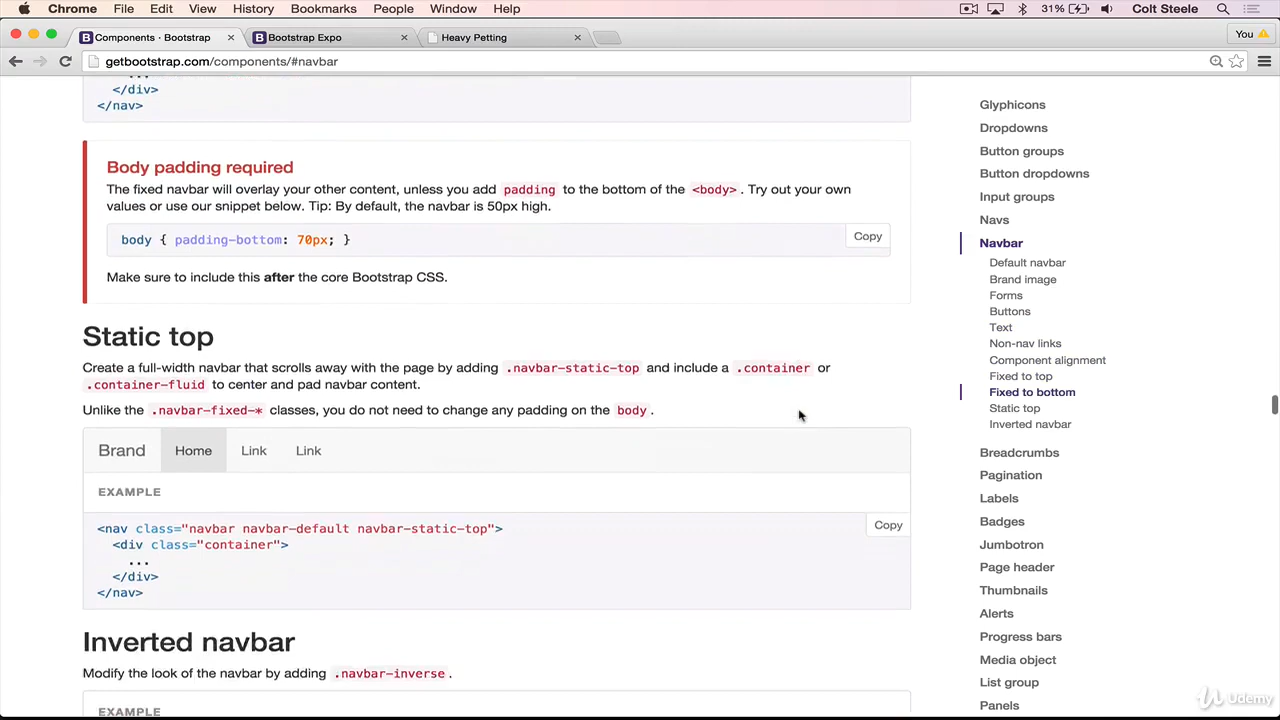 Chrome File Edit View History Bookmarks People Window Help 31% Colt Steele
Components · Bootstrap Bootstrap Expo Heavy Petting You
getbootstrap.com/components/#navbar
...
</div>
</nav>
Body padding required
The fixed navbar will overlay your other content, unless you add padding to the bottom of the <body>. Try out your own
values or use our snippet below. Tip: By default, the navbar is 50px high.
body { padding-bottom: 70px; }
Copy
Make sure to include this after the core Bootstrap CSS.
Static top
Create a full-width navbar that scrolls away with the page by adding .navbar-static-top and include a .container or
.container-fluid to center and pad navbar content.
Unlike the .navbar-fixed-* classes, you do not need to change any padding on the body.
Brand Home Link Link
EXAMPLE
<nav class="navbar navbar-default navbar-static-top">
Copy
<div class="container">
...
</div>
</nav>
Inverted navbar
Modify the look of the navbar by adding .navbar-inverse.
EXAMPLE
Glyphicons
Dropdowns
Button groups
Button dropdowns
Input groups
Navs
Navbar
Default navbar
Brand image
Forms
Buttons
Text
Non-nav links
Component alignment
Fixed to top
Fixed to bottom
Static top
Inverted navbar
Breadcrumbs
Pagination
Labels
Badges
Jumbotron
Page header
Thumbnails
Alerts
Progress bars
Media object
List group
Panels
Udemy